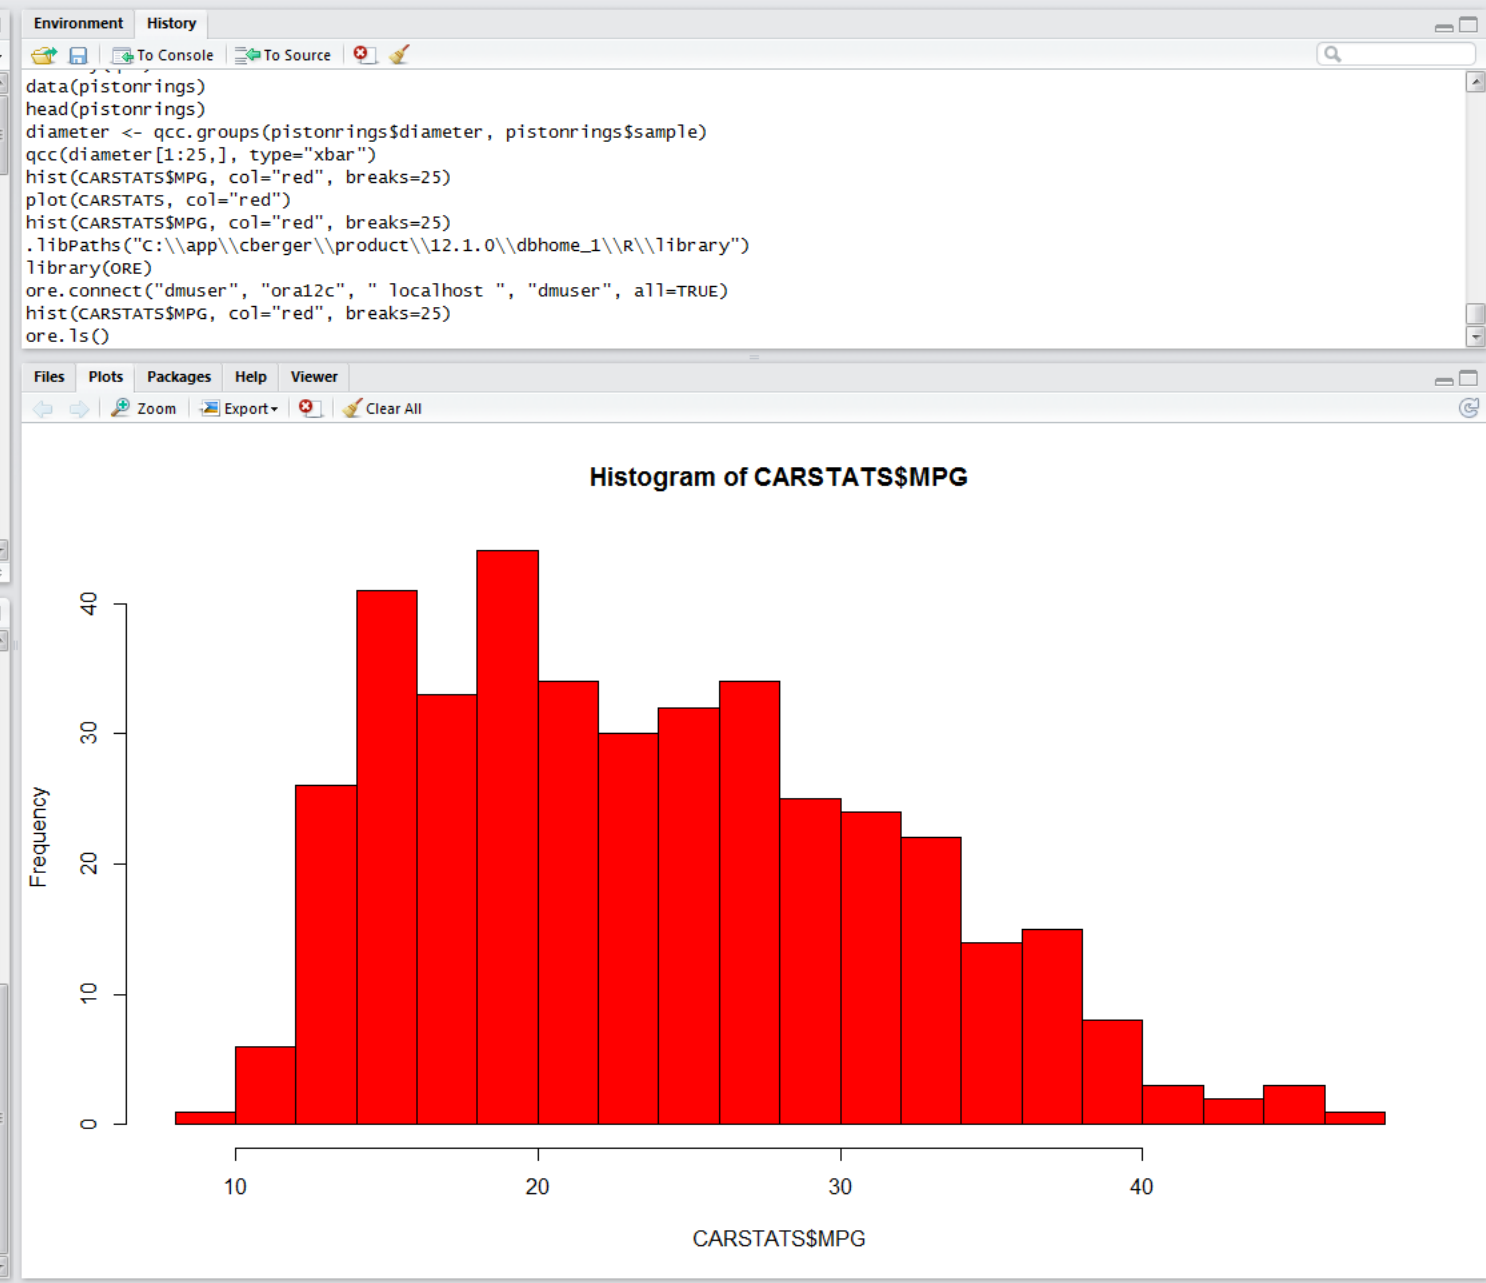 Environment History
To Console To Source
data(pistonrings)
head(pistonrings)
diameter <- qcc.groups(pistonrings$diameter, pistonrings$sample)
qcc(diameter[1:25,], type="xbar")
hist(CARSTATS$MPG, col="red", breaks=25)
plot(CARSTATS, col="red")
hist(CARSTATS$MPG, col="red", breaks=25)
.libPaths("C:\\app\\cberger\\product\\12.1.0\\dbhome_1\\R\\library")
library(ORE)
ore.connect("dmuser", "ora12c", " localhost ", "dmuser", all=TRUE)
hist(CARSTATS$MPG, col="red", breaks=25)
ore.ls()
Files Plots Packages Help Viewer
Zoom Export Clear All
Histogram of CARSTATS$MPG
40
30
20
10
0
Frequency
10 20 30 40
CARSTATS$MPG